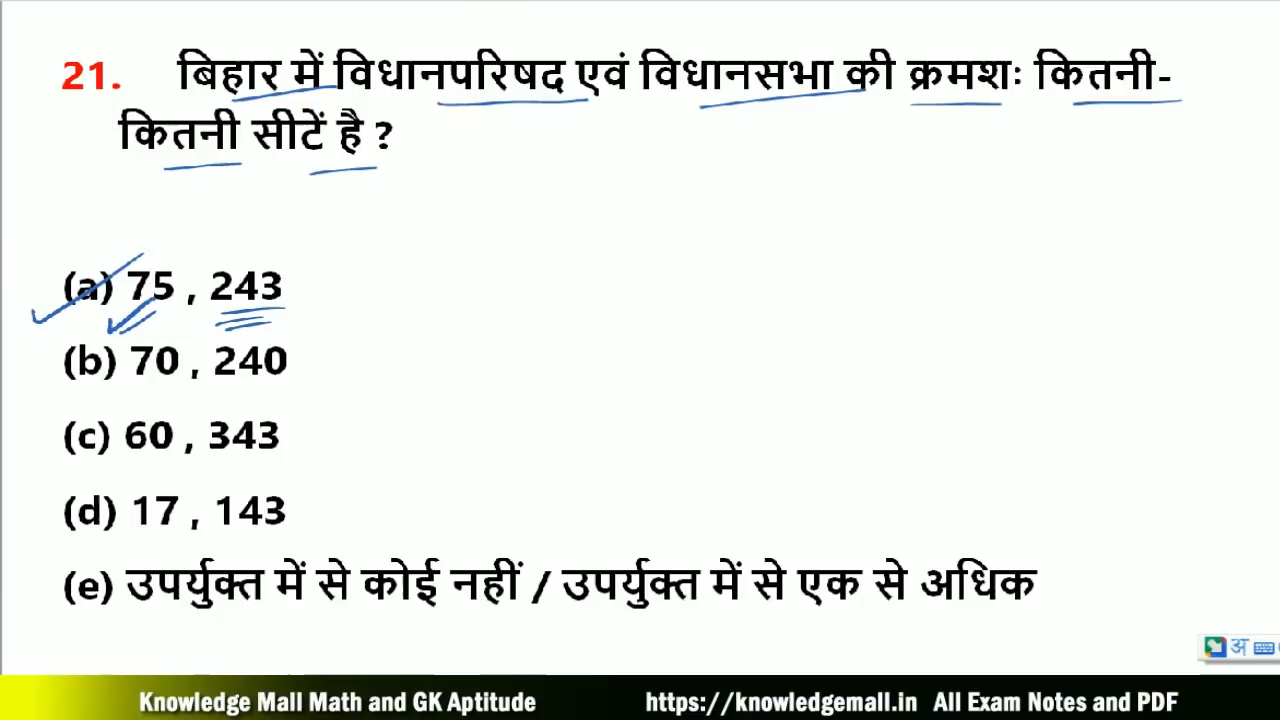 21. बिहार में विधानपरिषद एवं विधानसभा की क्रमशः कितनी-
कितनी सीटें है ?
(a) 75 , 243
(b) 70 , 240
(c) 60 , 343
(d) 17 , 143
(e) उपर्युक्त में से कोई नहीं / उपर्युक्त में से एक से अधिक
अ
Knowledge Mall Math and GK Aptitude https://knowledgemall.in All Exam Notes and PDF